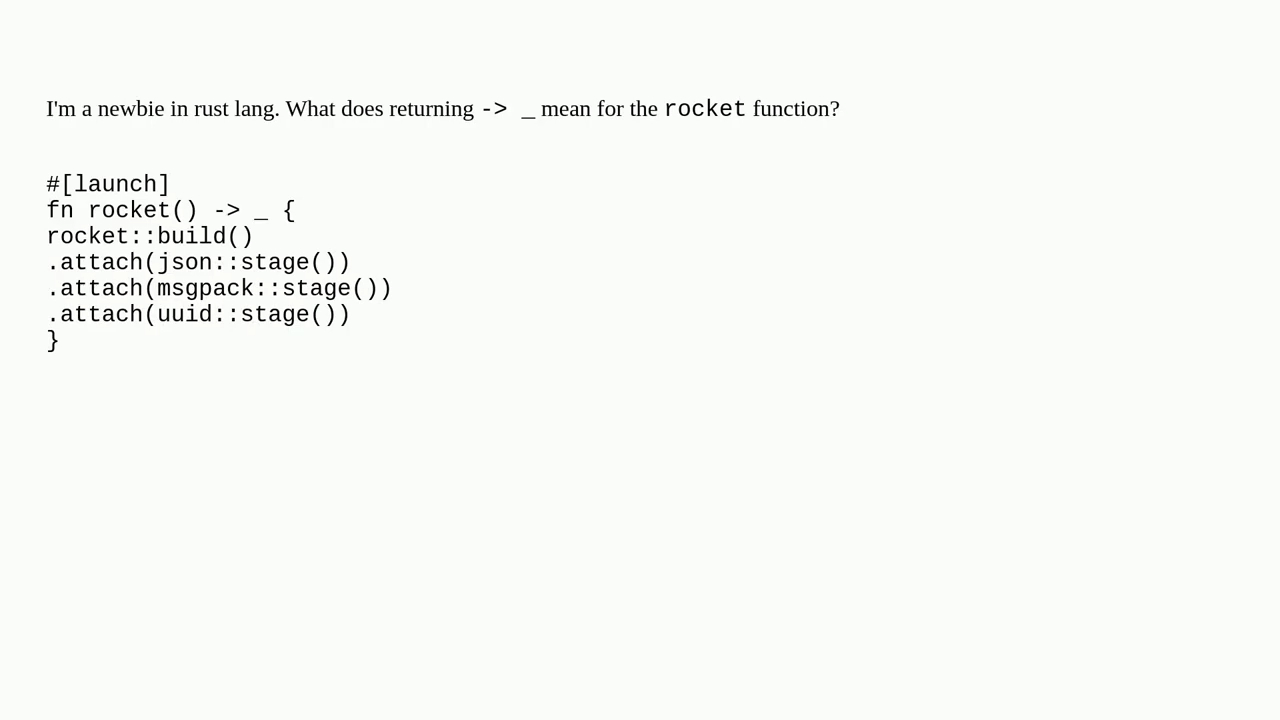 I'm a newbie in rust lang. What does returning -> _ mean for the rocket function?
#[launch]
fn rocket() -> _ {
rocket::build()
.attach(json::stage())
.attach(msgpack::stage())
.attach(uuid::stage())
}